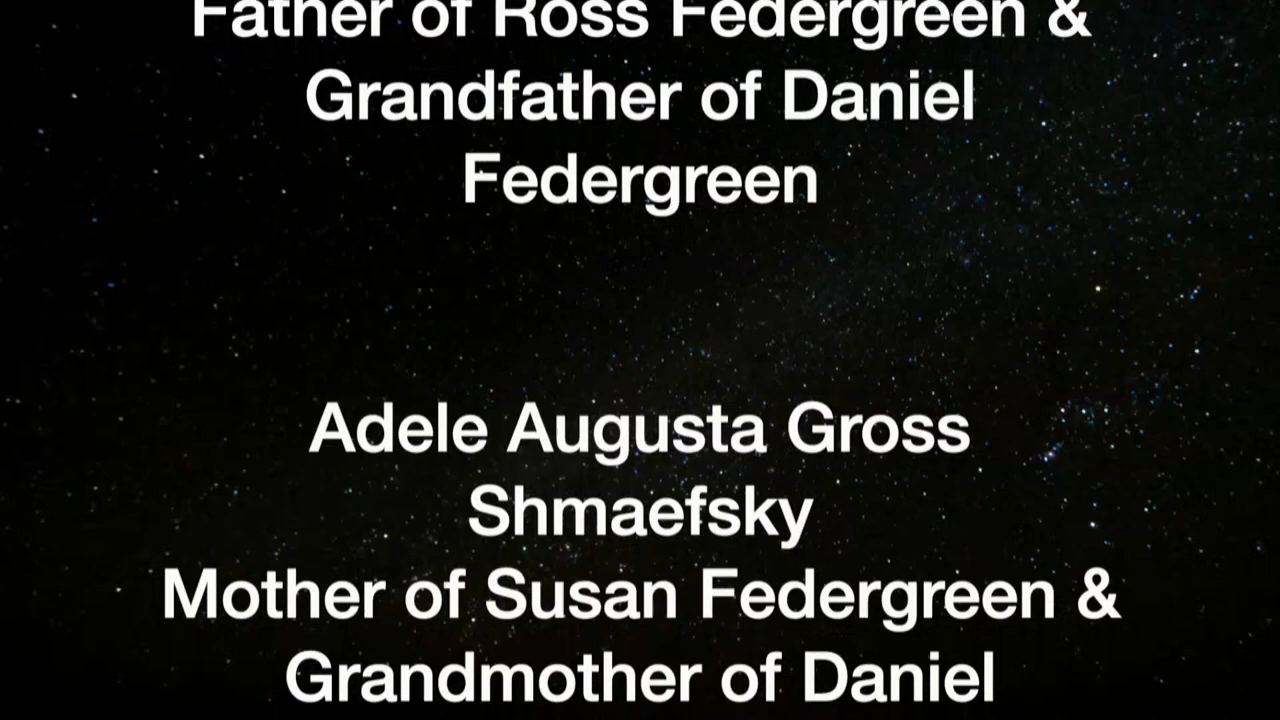 Father of Ross Federgreen &
Grandfather of Daniel
Federgreen
Adele Augusta Gross
Shmaefsky
Mother of Susan Federgreen &
Grandmother of Daniel